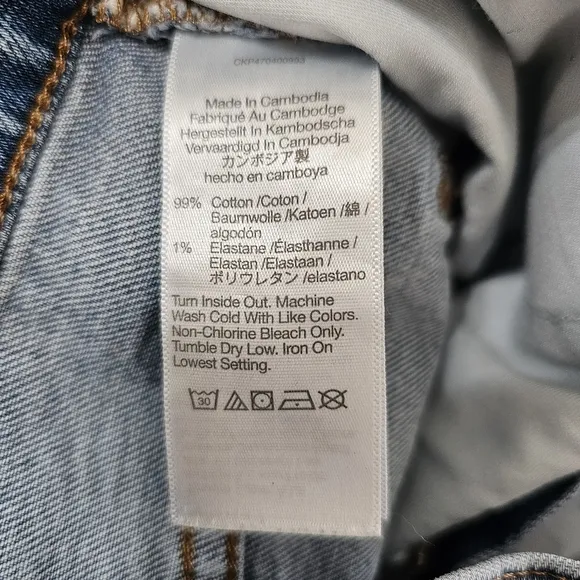 Made In Cambodia
Fabriqué Au Cambodge
Hergestellt In Kambodscha
Vervaardigd In Cambodja
カンボジア製
hecho en camboya
99% Cotton /Coton /
Baumwolle /Katoen /綿 /
algodón
1% Elastane /Élasthanne /
Elastan /Elastaan /
ポリウレタン /elastano
Turn Inside Out. Machine
Wash Cold With Like Colors.
Non-Chlorine Bleach Only.
Tumble Dry Low. Iron On
Lowest Setting.
30